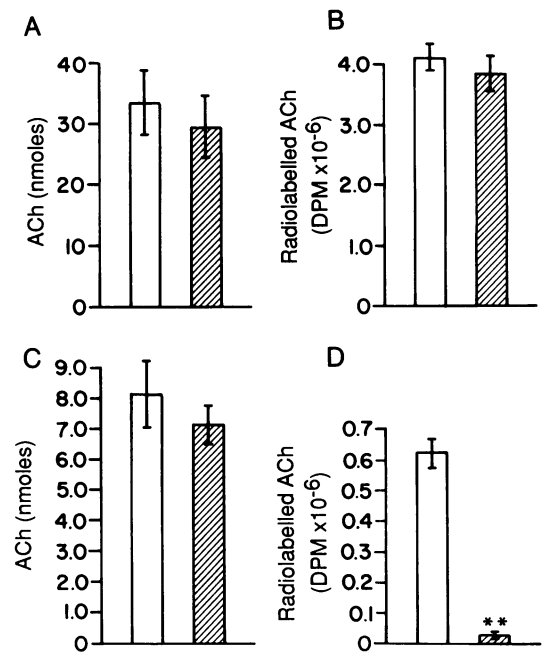 A
ACh (nmoles)
40
30
20
10
0
B
Radiolabelled ACh
(DPM x10-6)
4.0
3.0
2.0
1.0
0
C
ACh (nmoles)
9.0
8.0
7.0
6.0
5.0
4.0
3.0
2.0
1.0
0
D
Radiolabelled ACh
(DPM x10-6)
0.7
0.6
0.5
0.4
0.3
0.2
0.1
0
**